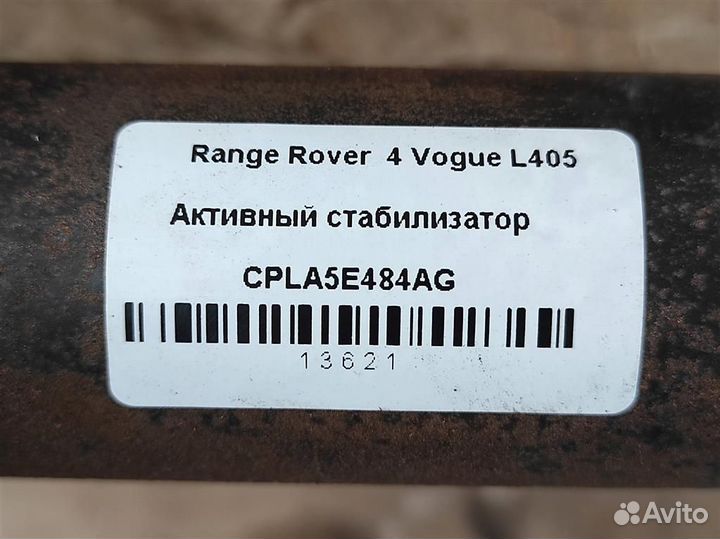 Range Rover 4 Vogue L405
Активный стабилизатор
CPLA5E484AG
13621
Avito